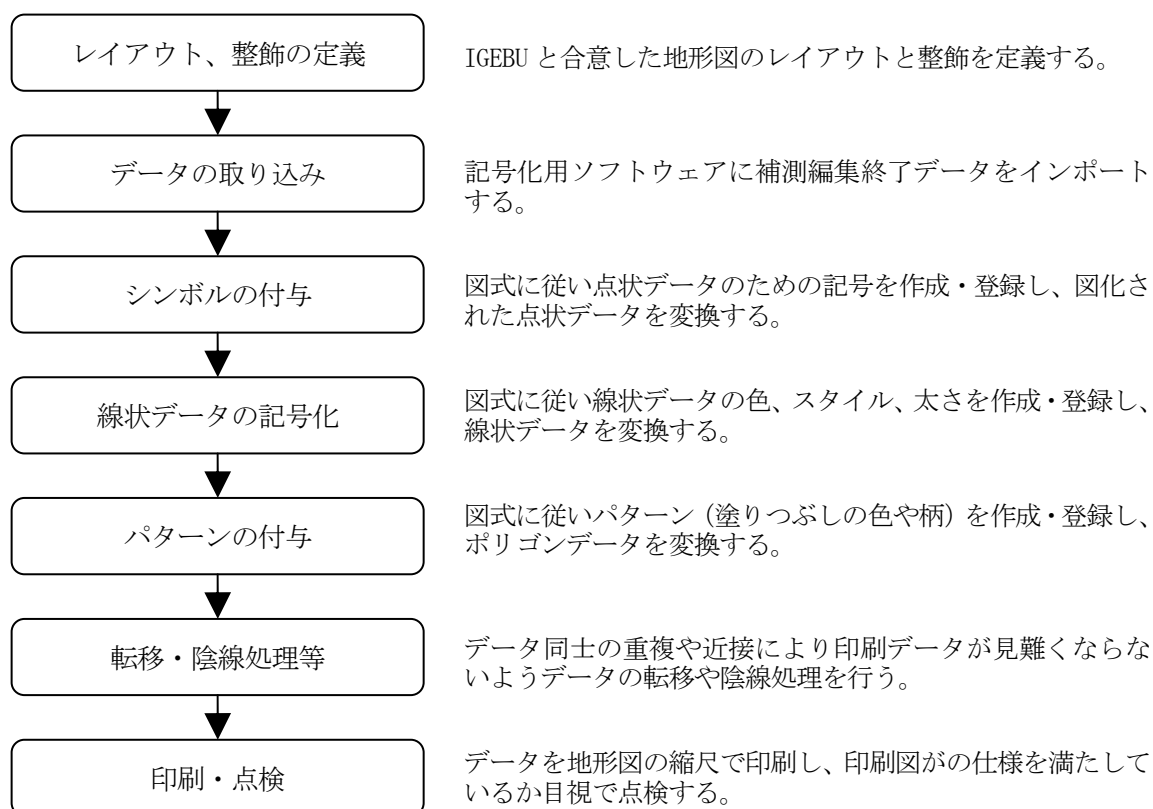 レイアウト、整飾の定義
IGEBU と合意した地形図のレイアウトと整飾を定義する。
データの取り込み
記号化用ソフトウェアに補測編集終了データをインポート
する。
シンボルの付与
図式に従い点状データのための記号を作成・登録し、図化さ
れた点状データを変換する。
線状データの記号化
図式に従い線状データの色、スタイル、太さを作成・登録し、
線状データを変換する。
パターンの付与
図式に従いパターン（塗りつぶしの色や柄）を作成・登録し、
ポリゴンデータを変換する。
転移・陰線処理等
データ同士の重複や近接により印刷データが見難くならな
いようデータの転移や陰線処理を行う。
印刷・点検
データを地形図の縮尺で印刷し、印刷図がの仕様を満たして
いるか目視で点検する。